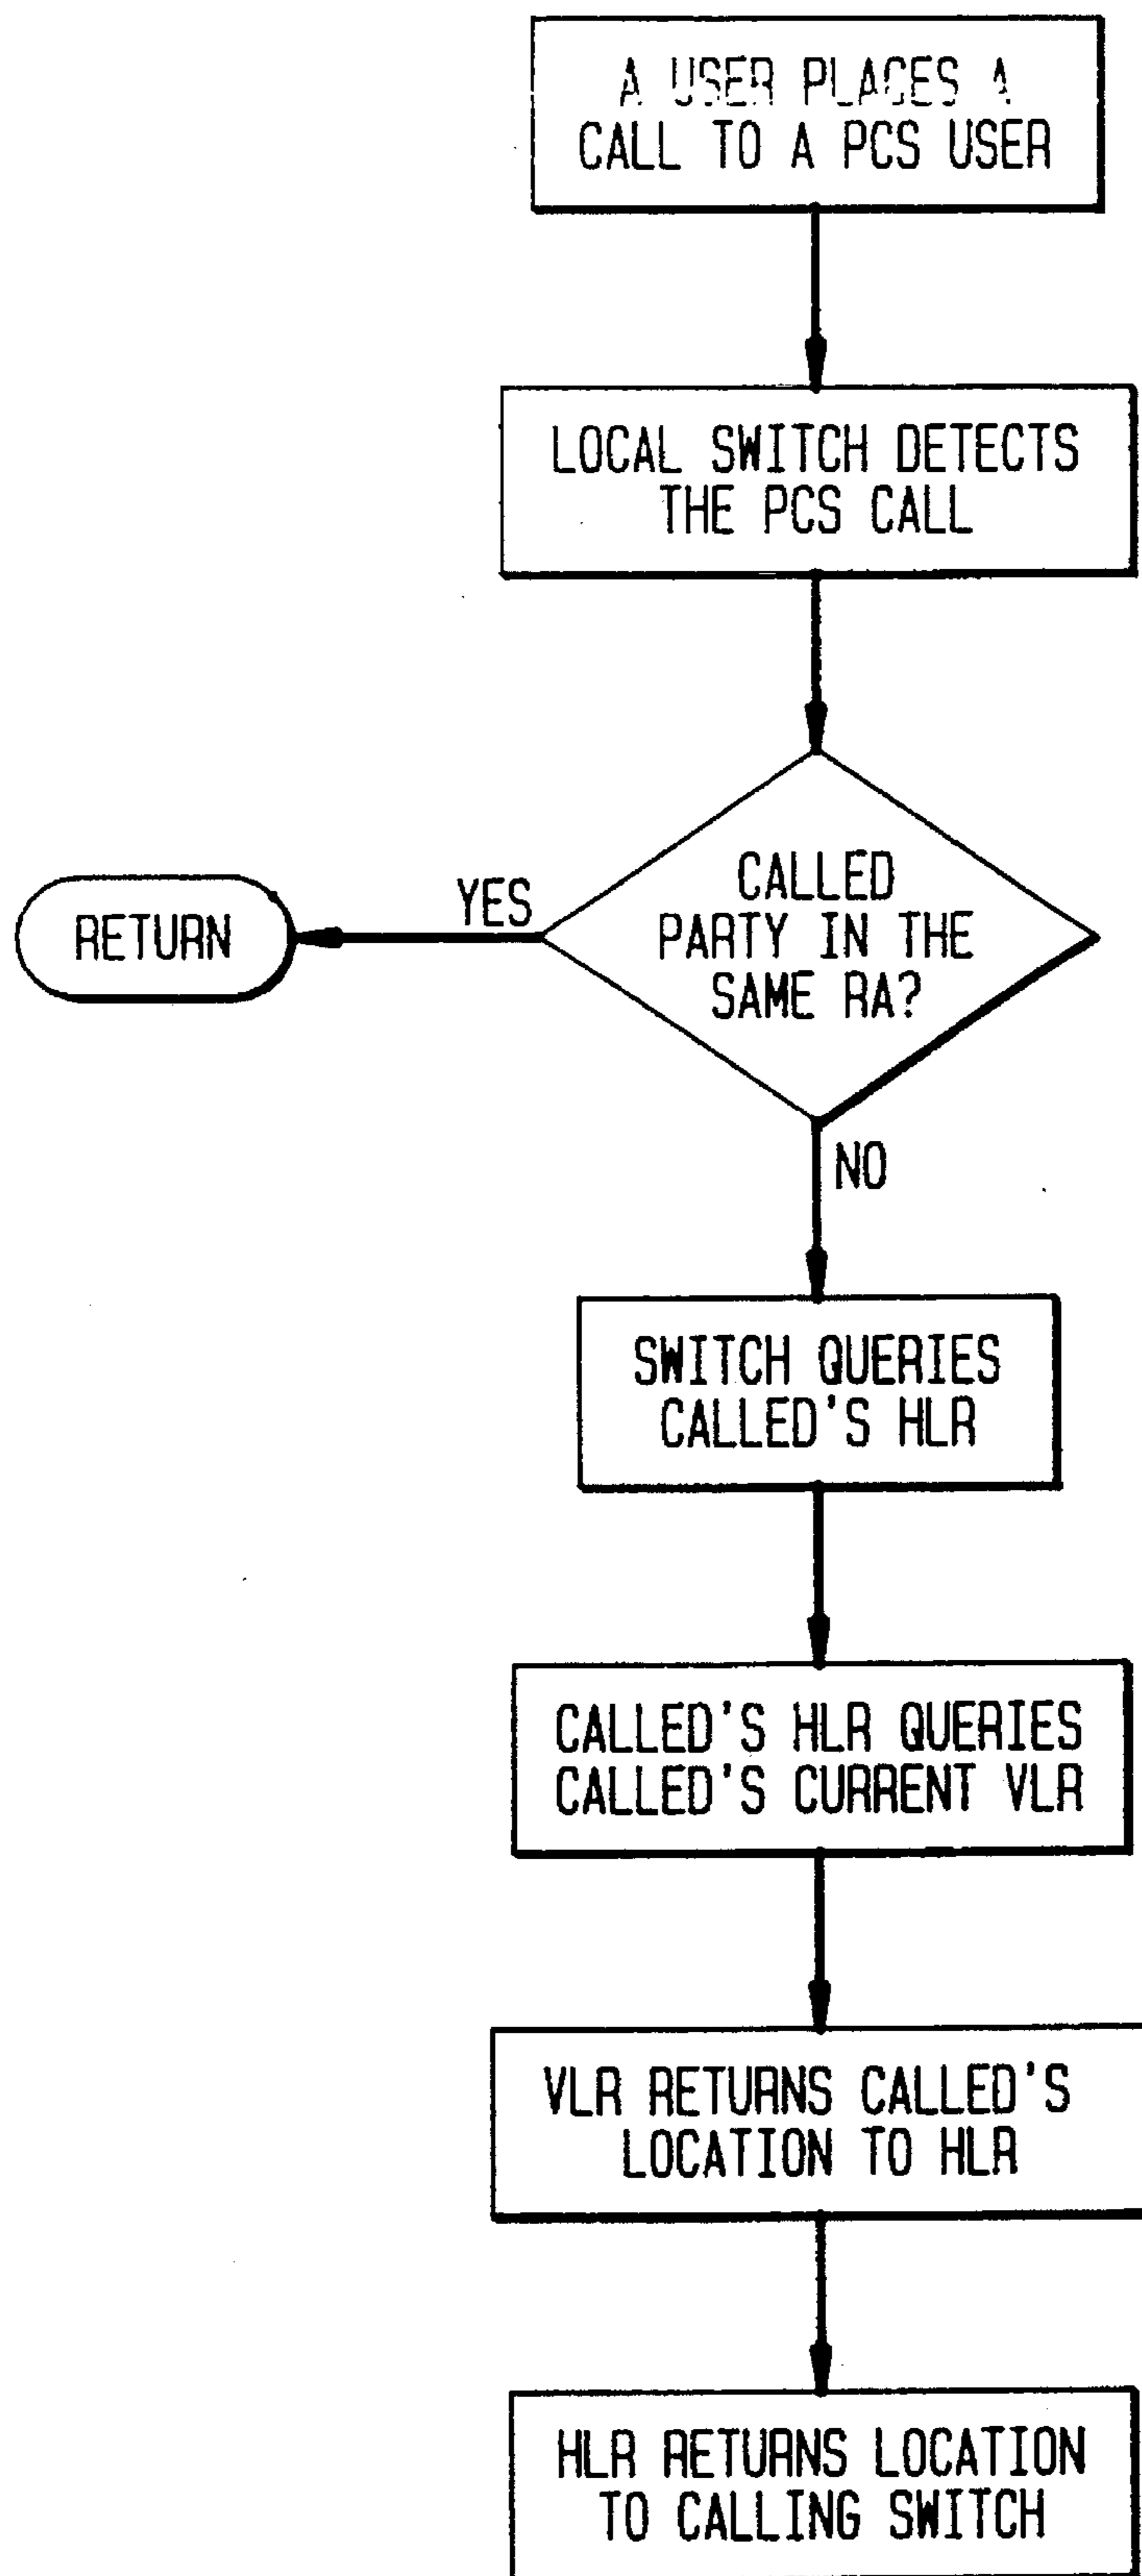 A USER PLACES A
CALL TO A PCS USER
LOCAL SWITCH DETECTS
THE PCS CALL
CALLED
PARTY IN THE
SAME RA?
YES
RETURN
NO
SWITCH QUERIES
CALLED'S HLR
CALLED'S HLR QUERIES
CALLED'S CURRENT VLR
VLR RETURNS CALLED'S
LOCATION TO HLR
HLR RETURNS LOCATION
TO CALLING SWITCH